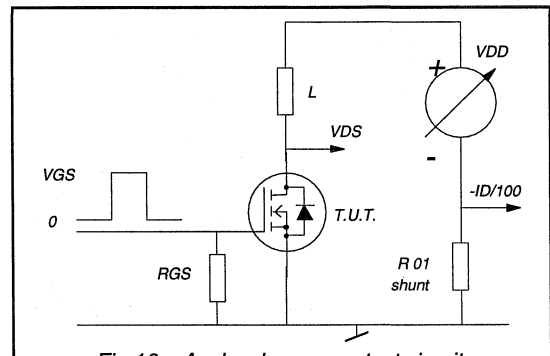 VDD
+
L
VDS
-
VGS
-ID/100
0
T.U.T.
RGS
R 01
shunt